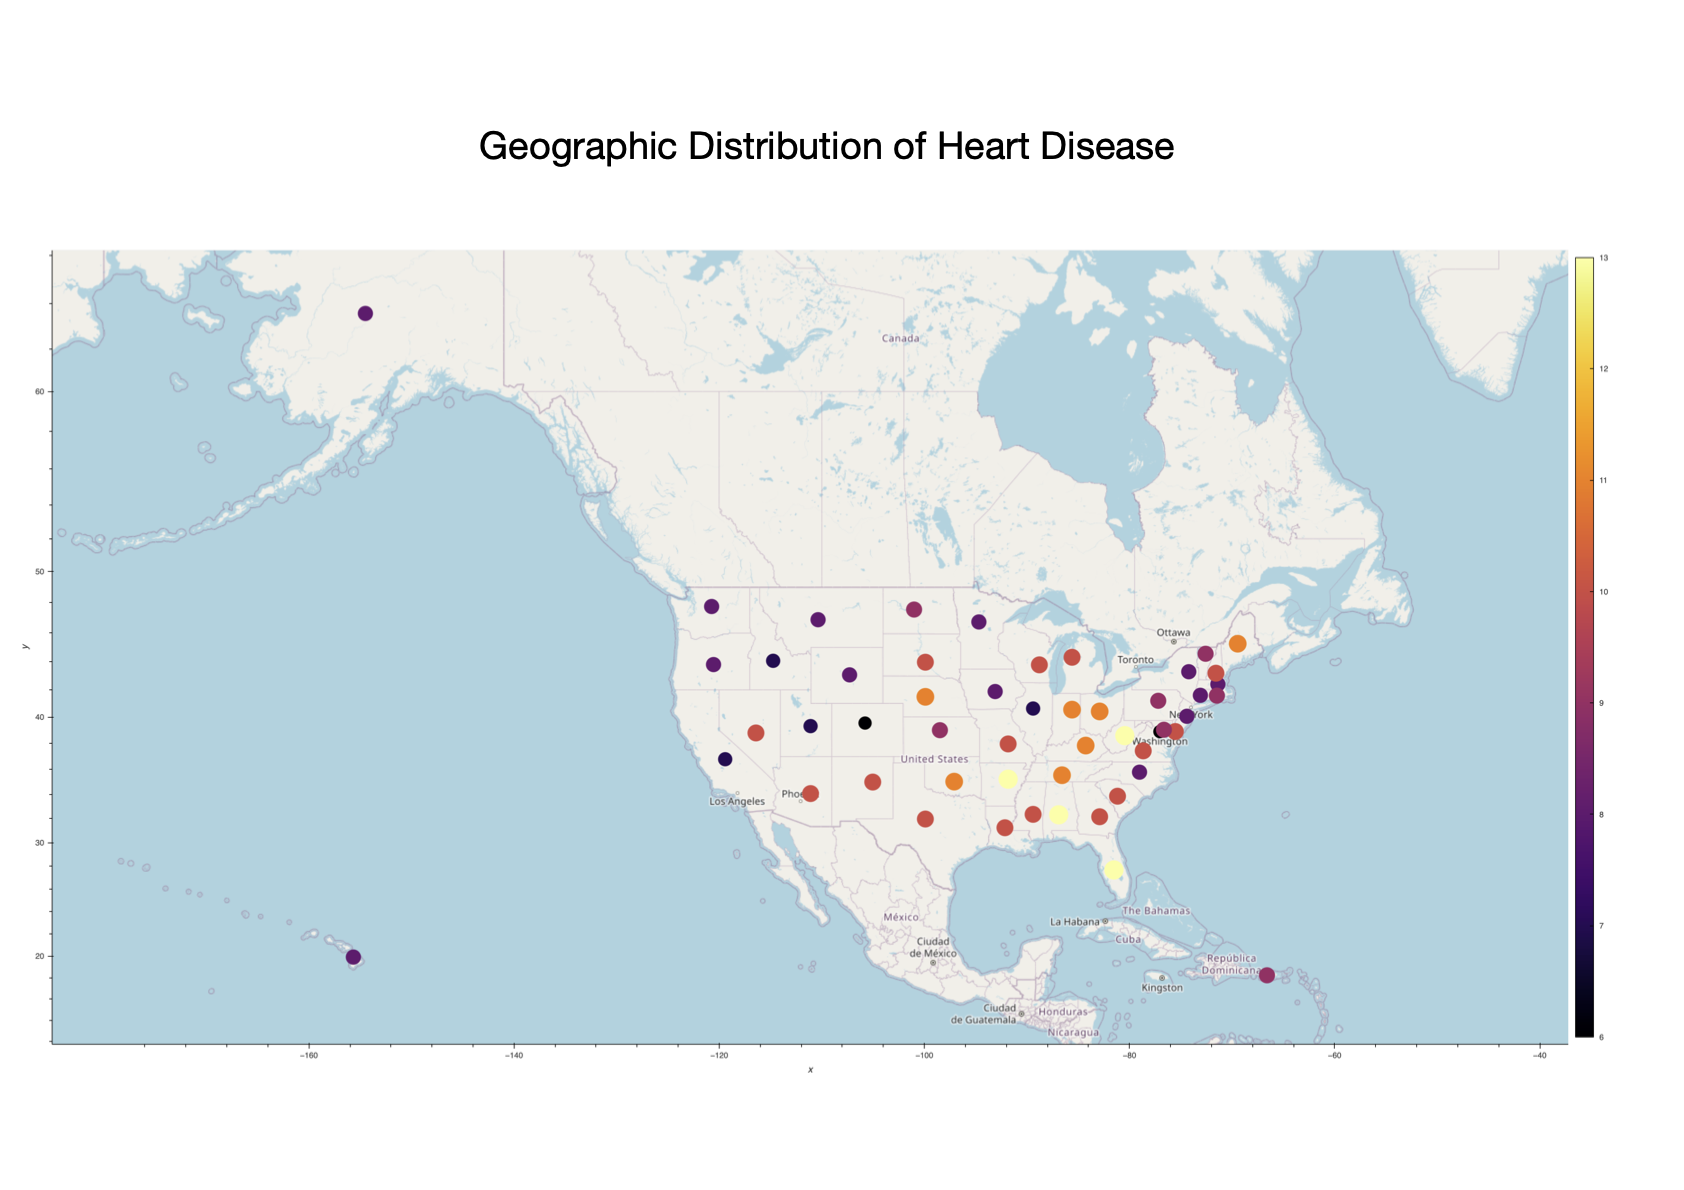 Geographic Distribution of Heart Disease
13
12
11
10
9
8
7
6
60
50
40
30
20
y
−160
−140
−120
−100
−80
−60
−40
x
Canada
Ottawa
Toronto
New York
Washington
United States
Los Angeles
Pho
México
Ciudad
de México
La Habana
The Bahamas
Cuba
Republica
Dominicana
Kingston
Ciudad
de Guatemala
Honduras
Nicaragua